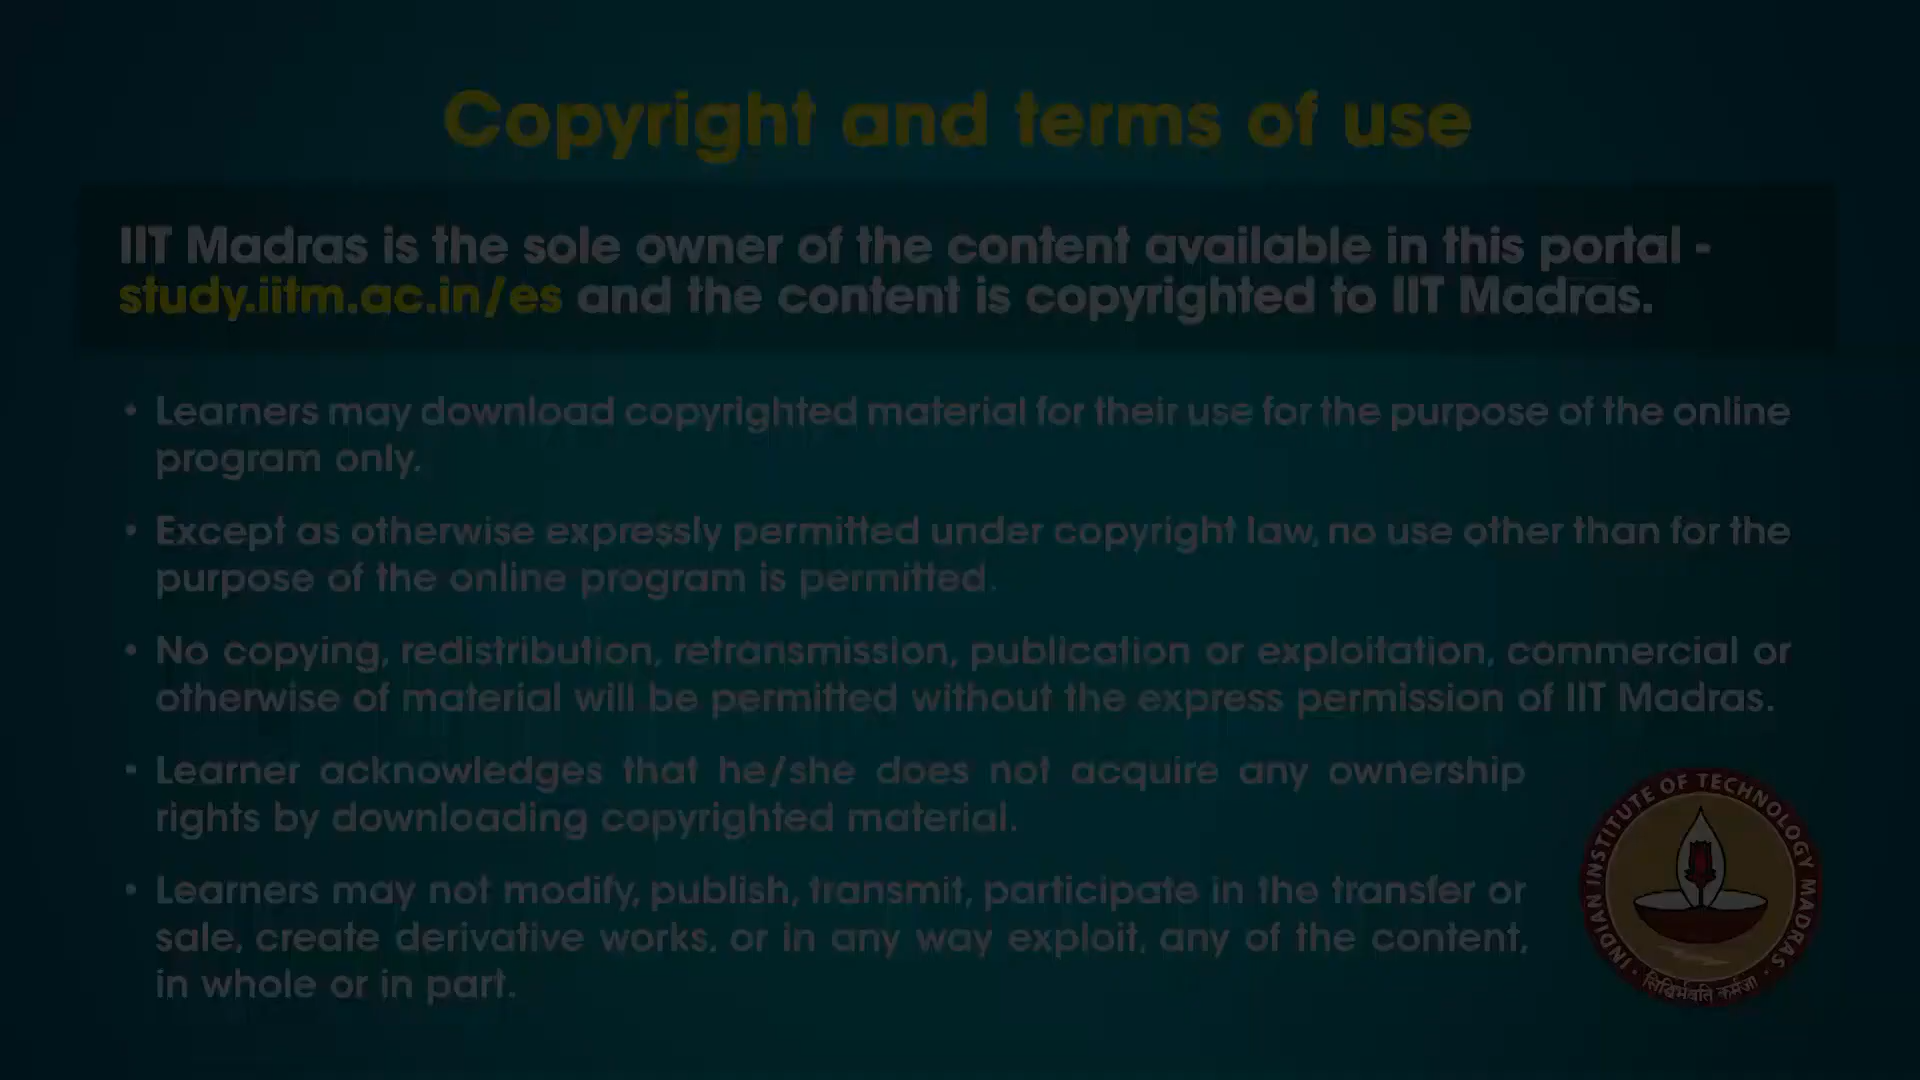 Copyright and terms of use
IIT Madras is the sole owner of the content available in this portal -
study.iitm.ac.in/es and the content is copyrighted to IIT Madras.
• Learners may download copyrighted material for their use for the purpose of the online
program only.
• Except as otherwise expressly permitted under copyright law, no use other than for the
purpose of the online program is permitted.
• No copying, redistribution, retransmission, publication or exploitation, commercial or
otherwise of material will be permitted without the express permission of IIT Madras.
• Learner acknowledges that he/she does not acquire any ownership
rights by downloading copyrighted material.
• Learners may not modify, publish, transmit, participate in the transfer or
sale, create derivative works, or in any way exploit, any of the content,
in whole or in part.
INDIAN INSTITUTE OF TECHNOLOGY MADRAS
सिद्धिर्भवति कर्मजा